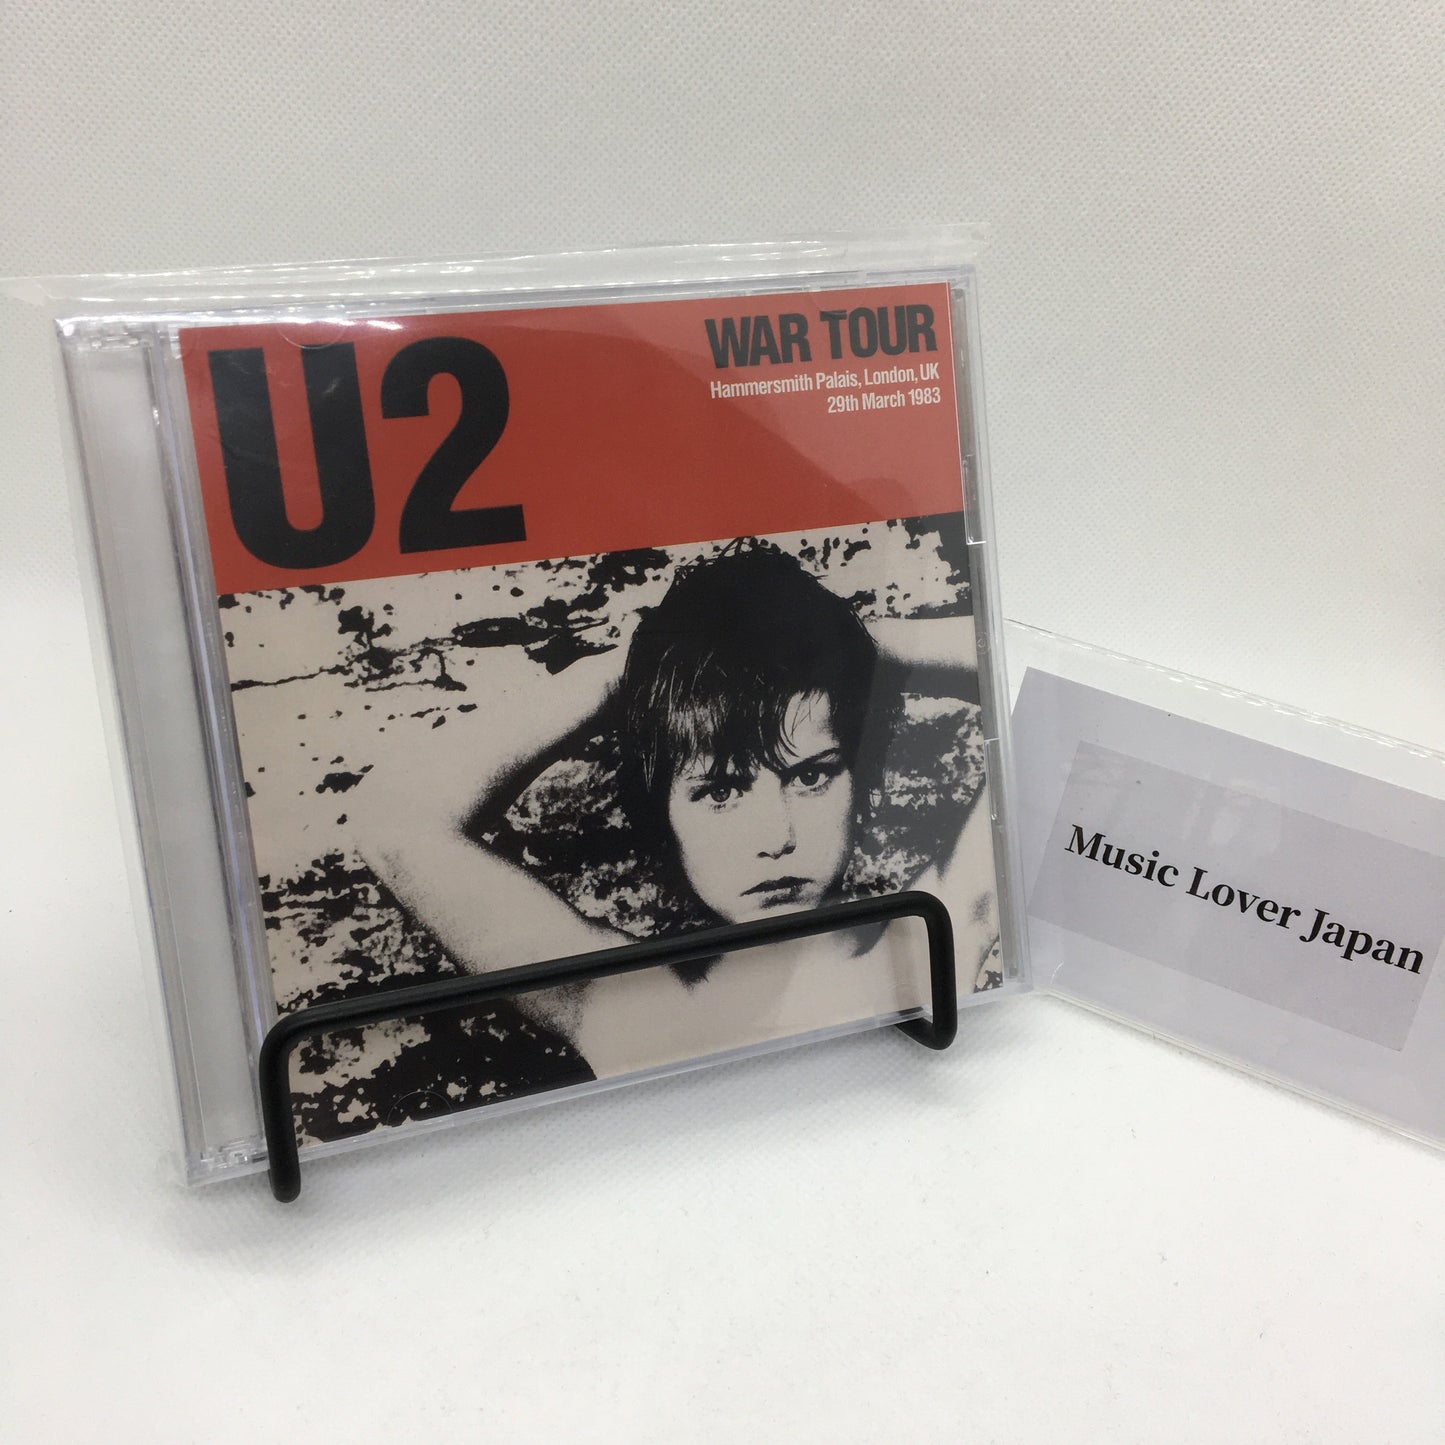 U2
WAR TOUR
Hammersmith Palais, London, UK
29th March 1983
Music Lover Japan